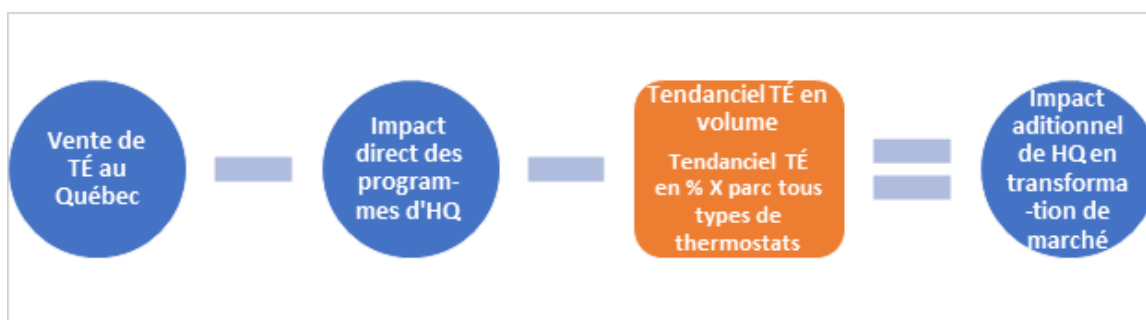 Vente de
TÉ au
Québec
Impact
direct des
program-
mes d'HQ
Tendanciel TÉ en
volume
Tendanciel TÉ
en % X parc tous
types de
thermostats
Impact
aditionnel
de HQ en
transforma
-tion de
marché